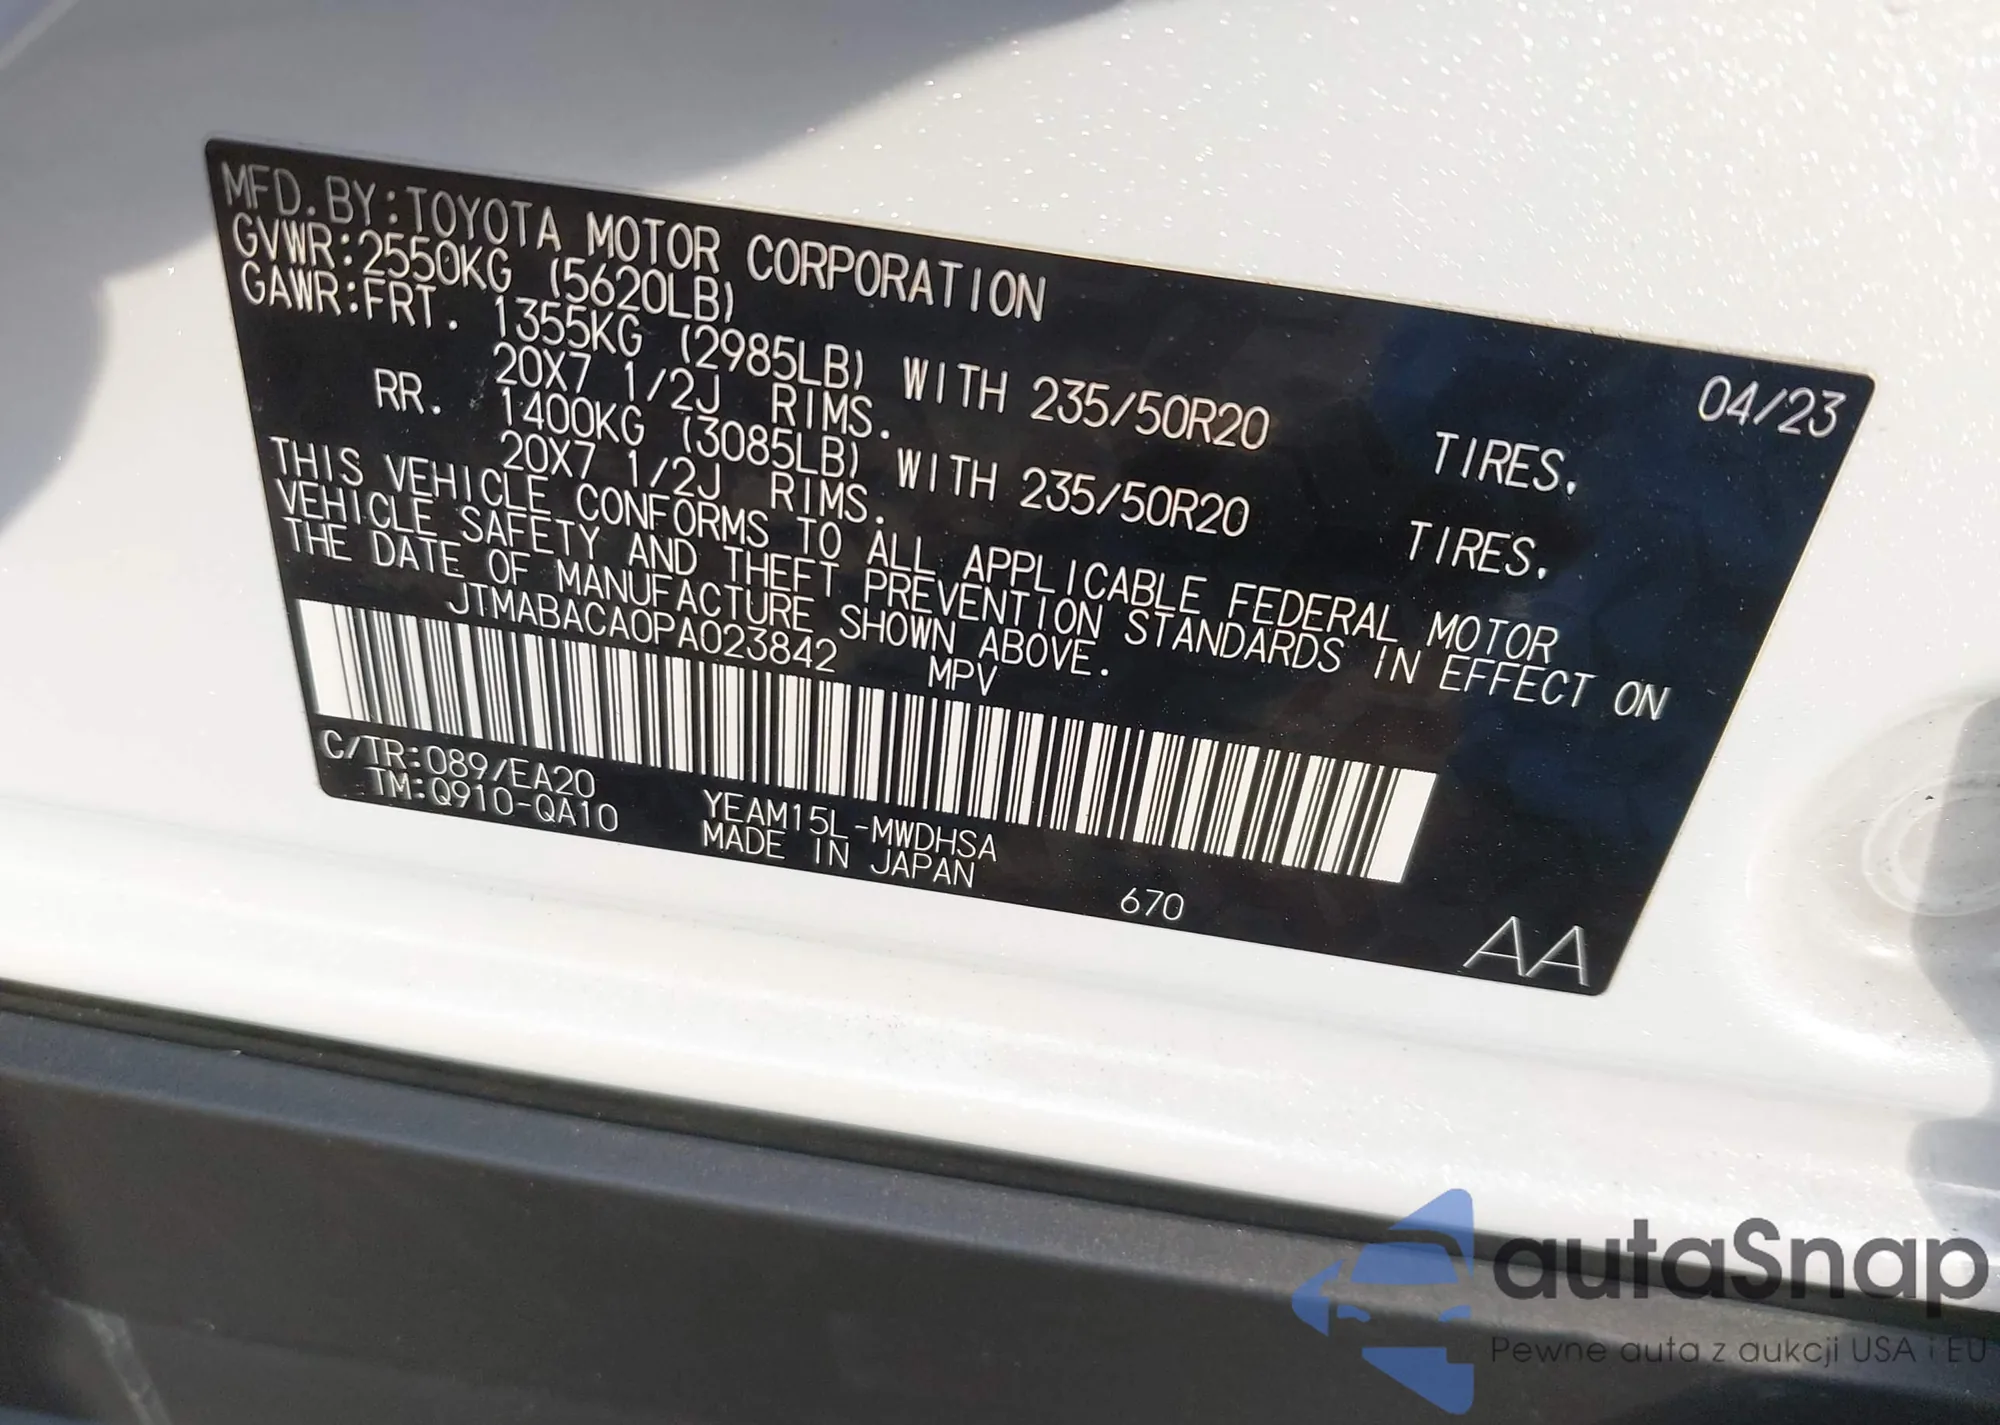 MFD. BY: TOYOTA MOTOR CORPORATION 04/23
GVWR: 2550KG (5620LB)
GAWR: FRT. 1355KG (2985LB) WITH 235/50R20 TIRES.
20X7 1/2J RIMS.
RR. 1400KG (3085LB) WITH 235/50R20 TIRES.
20X7 1/2J RIMS.
THIS VEHICLE CONFORMS TO ALL APPLICABLE FEDERAL MOTOR
VEHICLE SAFETY AND THEFT PREVENTION STANDARDS IN EFFECT ON
THE DATE OF MANUFACTURE SHOWN ABOVE.
JTMABACA0PA023842 MPV
C/TR: 089/EA20 YEAM15L-MWDHSA
TM: Q910-QA10 MADE IN JAPAN 670
AA
autaSnap
Pewne auta z aukcji USA i EU